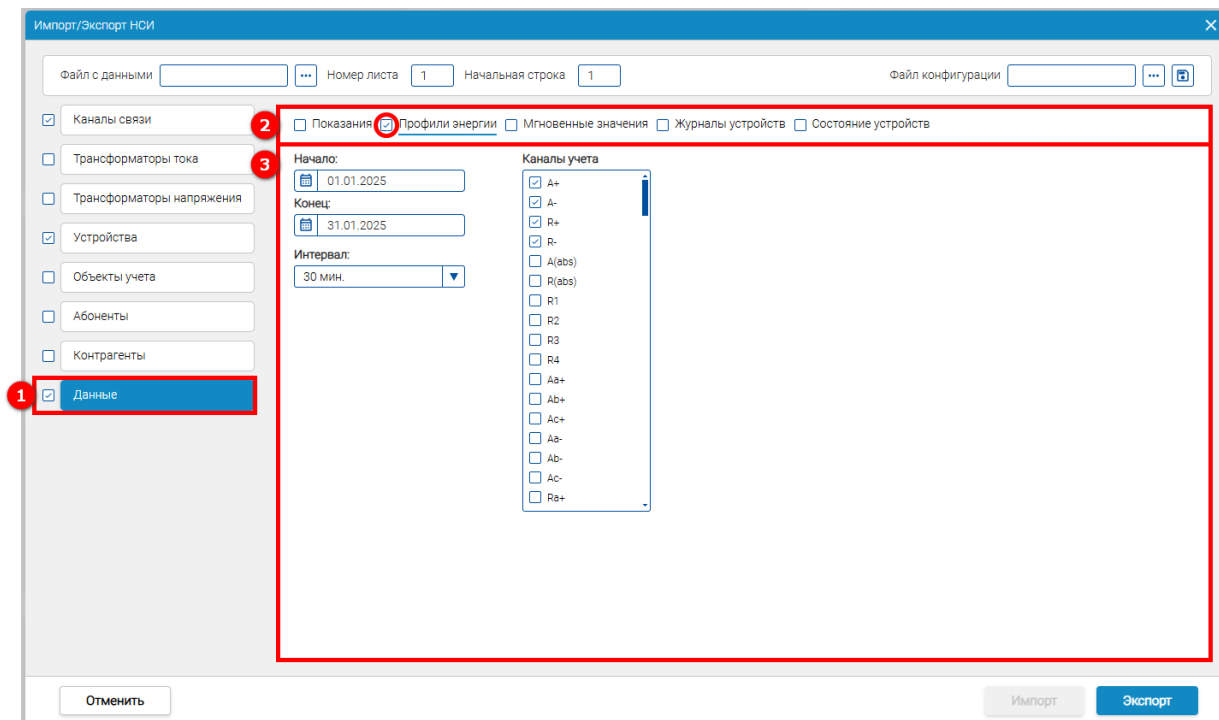 Импорт/Экспорт НСИ
Файл с данными ... Номер листа 1 Начальная строка 1 Файл конфигурации ...
Каналы связи
Трансформаторы тока
Трансформаторы напряжения
Устройства
Объекты учета
Абоненты
Контрагенты
1 Данные
2 Показания Профили энергии Мгновенные значения Журналы устройств Состояние устройств
3 Начало:
01.01.2025
Конец:
31.01.2025
Интервал:
30 мин.
Каналы учета
A+
A-
R+
R-
A(abs)
R(abs)
R1
R2
R3
R4
Aa+
Ab+
Ac+
Aa-
Ab-
Ac-
Ra+
Отменить Импорт Экспорт